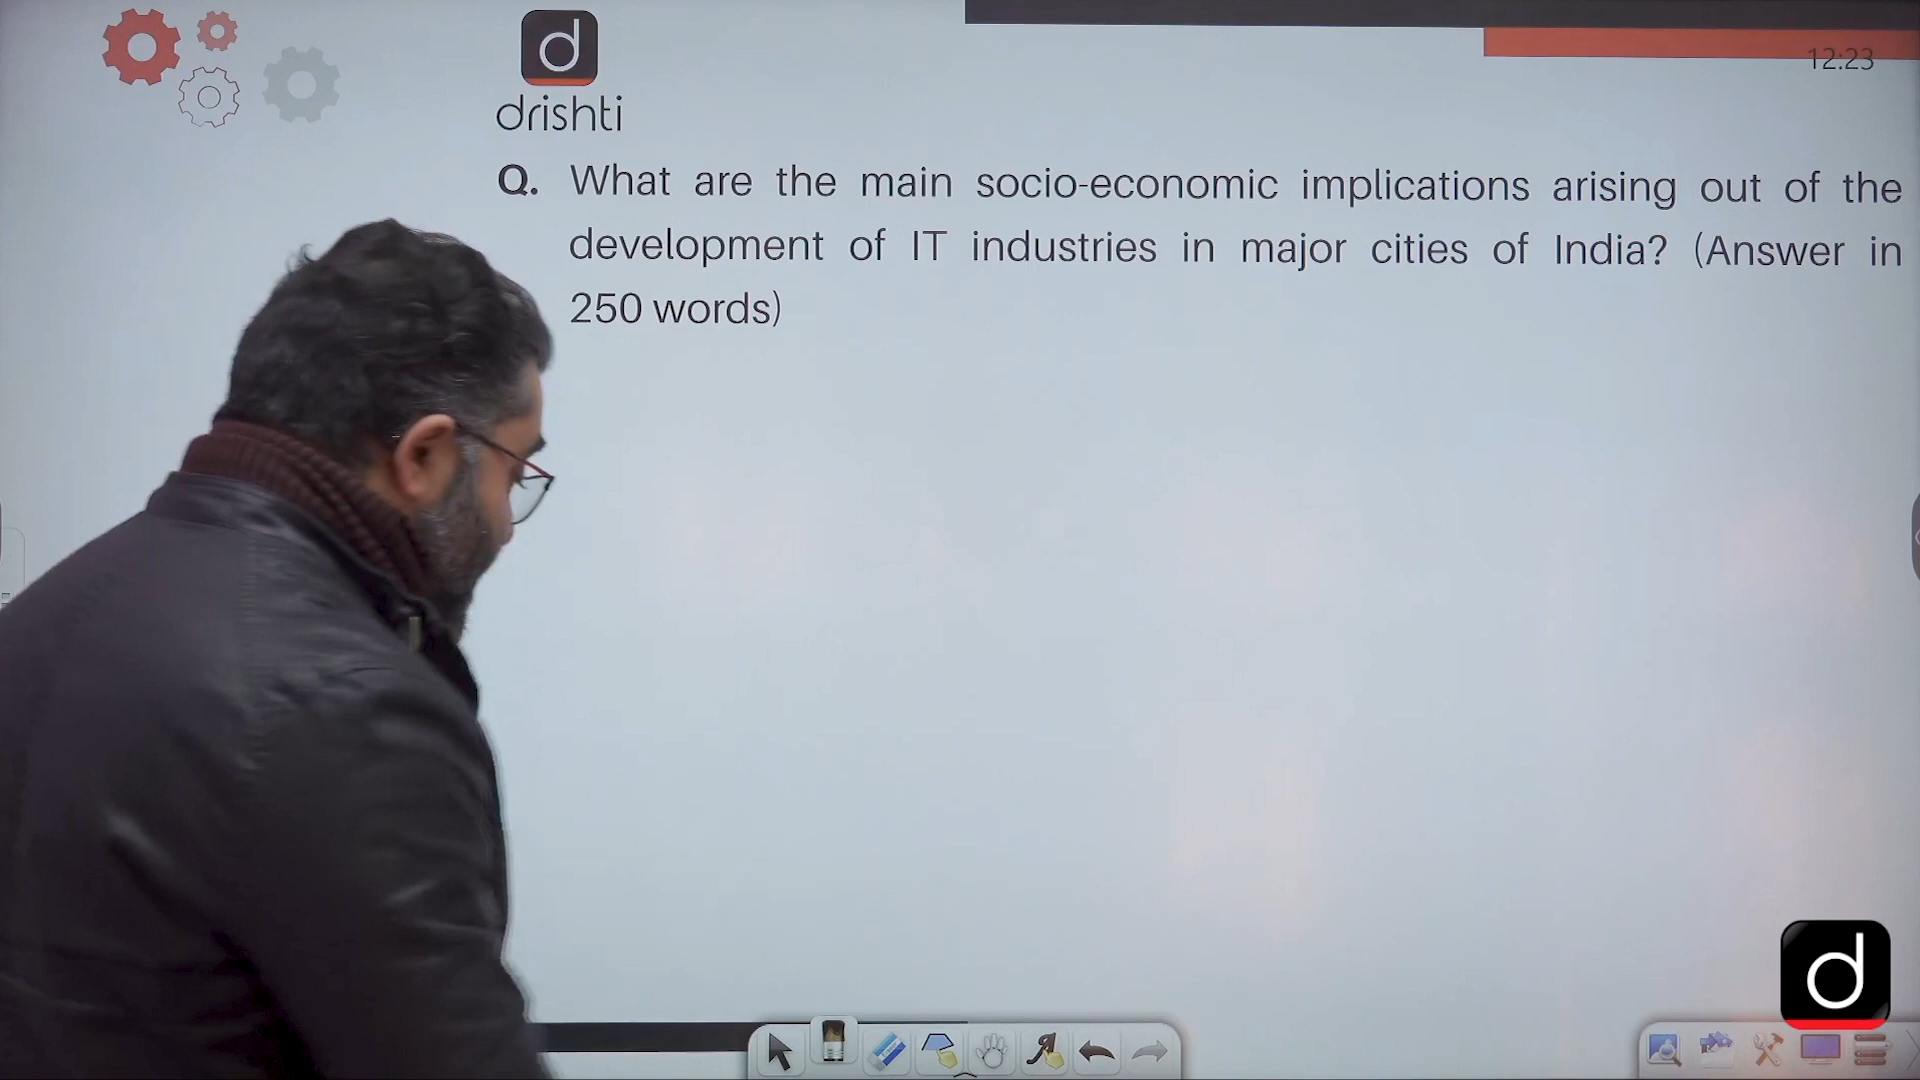 d
drishti
12:23
Q. What are the main socio-economic implications arising out of the
development of IT industries in major cities of India? (Answer in
250 words)
d